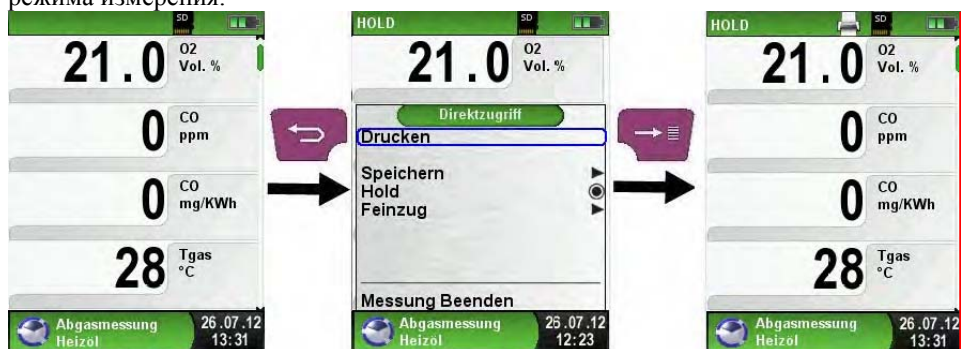 режима измерения.
SD
21.0 O2 Vol. %
0 CO ppm
0 CO mg/KWh
28 Tgas °C
Abgasmessung Heizöl
26.07.12 13:31
HOLD SD
21.0 O2 Vol. %
Direktzugriff
Drucken
Speichern
Hold
Feinzug
Messung Beenden
Abgasmessung Heizöl
26.07.12 12:23
HOLD SD
21.0 O2 Vol. %
0 CO ppm
0 CO mg/KWh
28 Tgas °C
Abgasmessung Heizöl
26.07.12 13:31